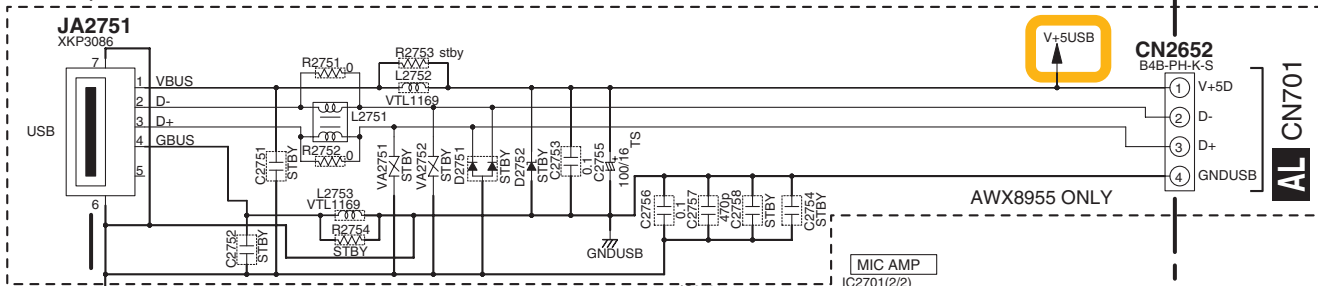 JA2751
XKP3086
7
USB
1 VBUS
2 D-
3 D+
4 GBUS
5
6
R2751
0
L2751
R2752
0
R2753 stby
L2752
VTL1169
C2751
STBY
C2752
STBY
L2753
VTL1169
R2754
STBY
VA2751
STBY
VA2752
STBY
D2751
STBY
D2752
STBY
C2753
0.1
C2755
100/16
+
TS
GNDUSB
C2756
0.1
C2757
470p
C2758
STBY
C2754
STBY
V+5USB
CN2652
B4B-PH-K-S
1 V+5D
2 D-
3 D+
4 GNDUSB
AL CN701
AWX8955 ONLY
MIC AMP
IC2701(2/2)